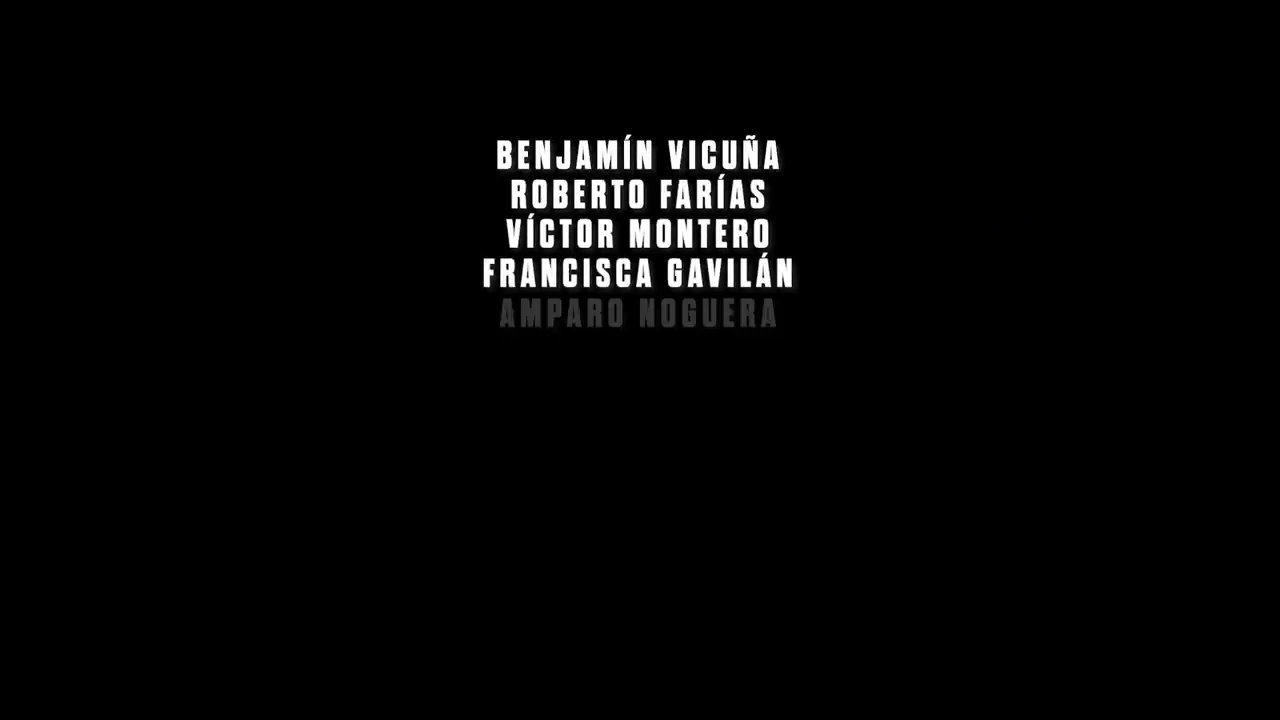 BENJAMÍN VICUÑA
ROBERTO FARÍAS
VÍCTOR MONTERO
FRANCISCA GAVILÁN
AMPARO NOGUERA